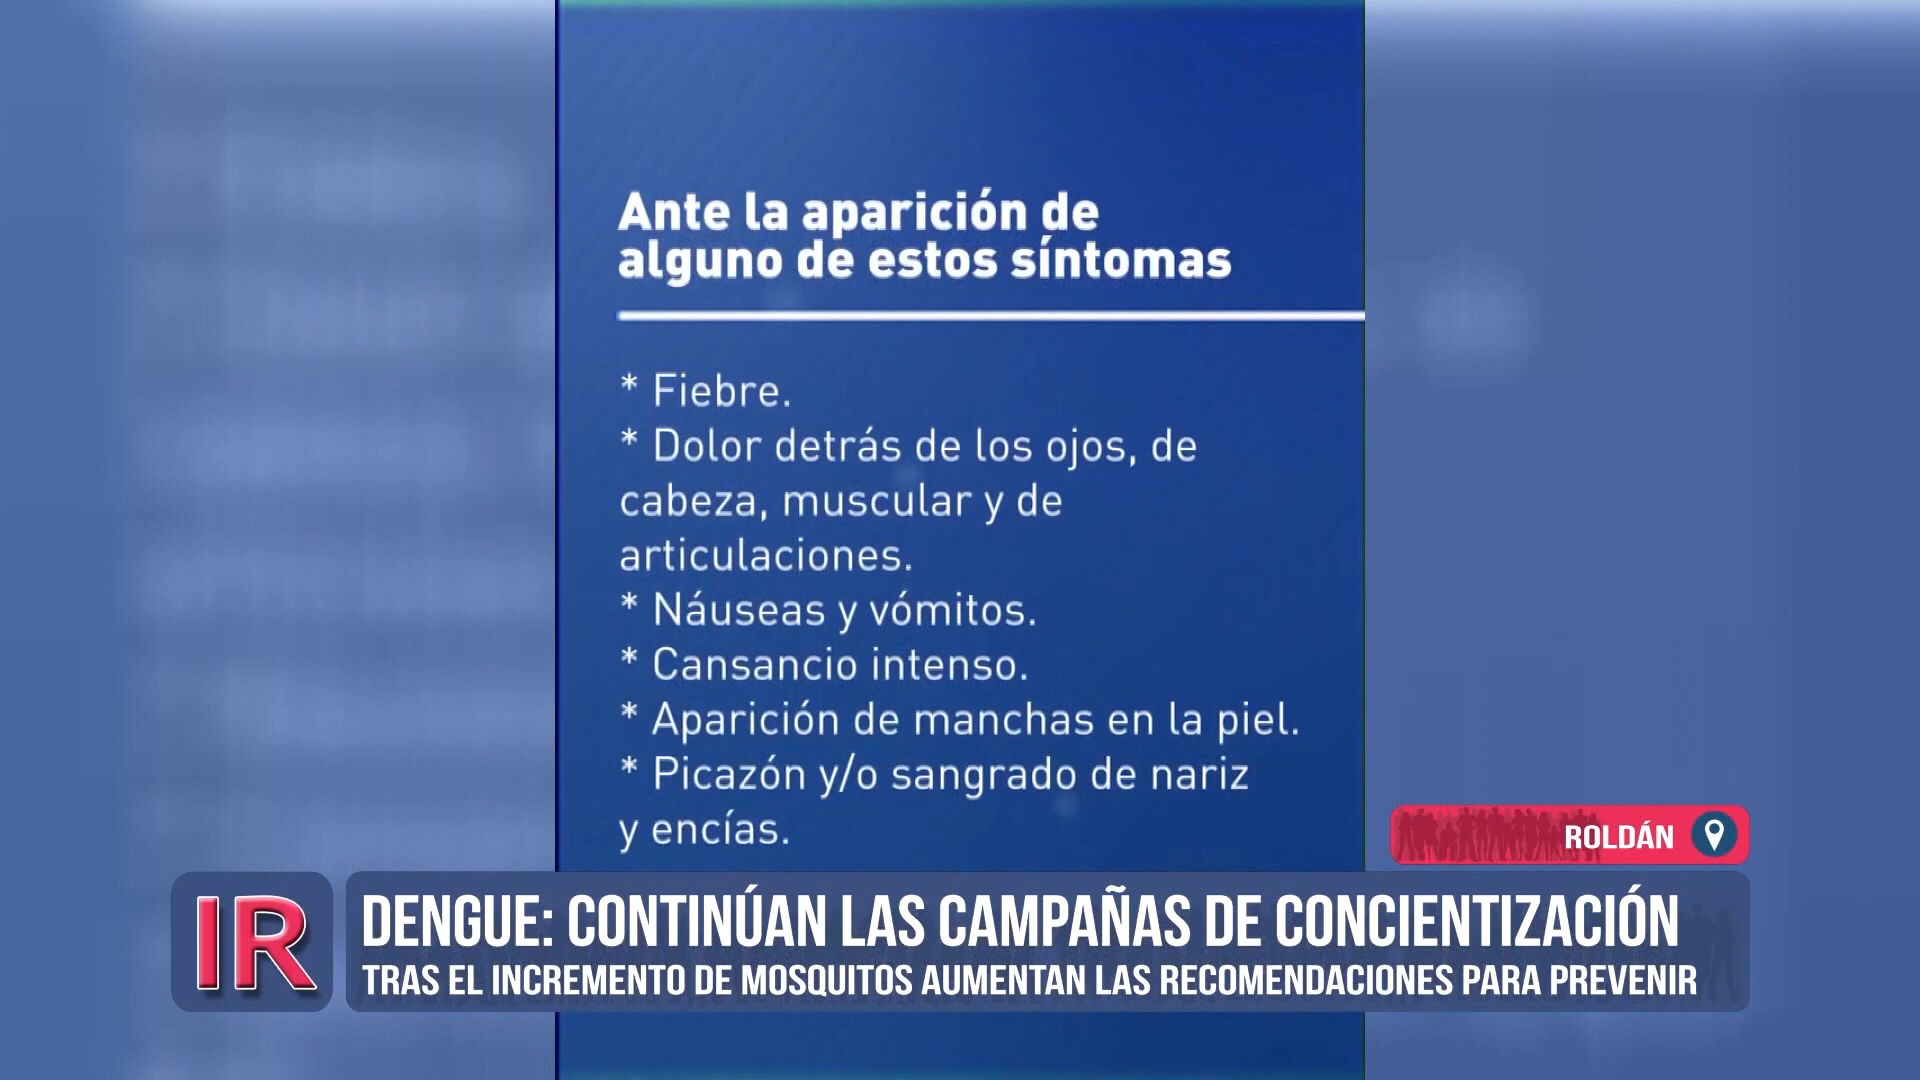 Ante la aparición de
alguno de estos síntomas
* Fiebre.
* Dolor detrás de los ojos, de
cabeza, muscular y de
articulaciones.
* Náuseas y vómitos.
* Cansancio intenso.
* Aparición de manchas en la piel.
* Picazón y/o sangrado de nariz
y encías.
ROLDÁN
IR
DENGUE: CONTINÚAN LAS CAMPAÑAS DE CONCIENTIZACIÓN
TRAS EL INCREMENTO DE MOSQUITOS AUMENTAN LAS RECOMENDACIONES PARA PREVENIR